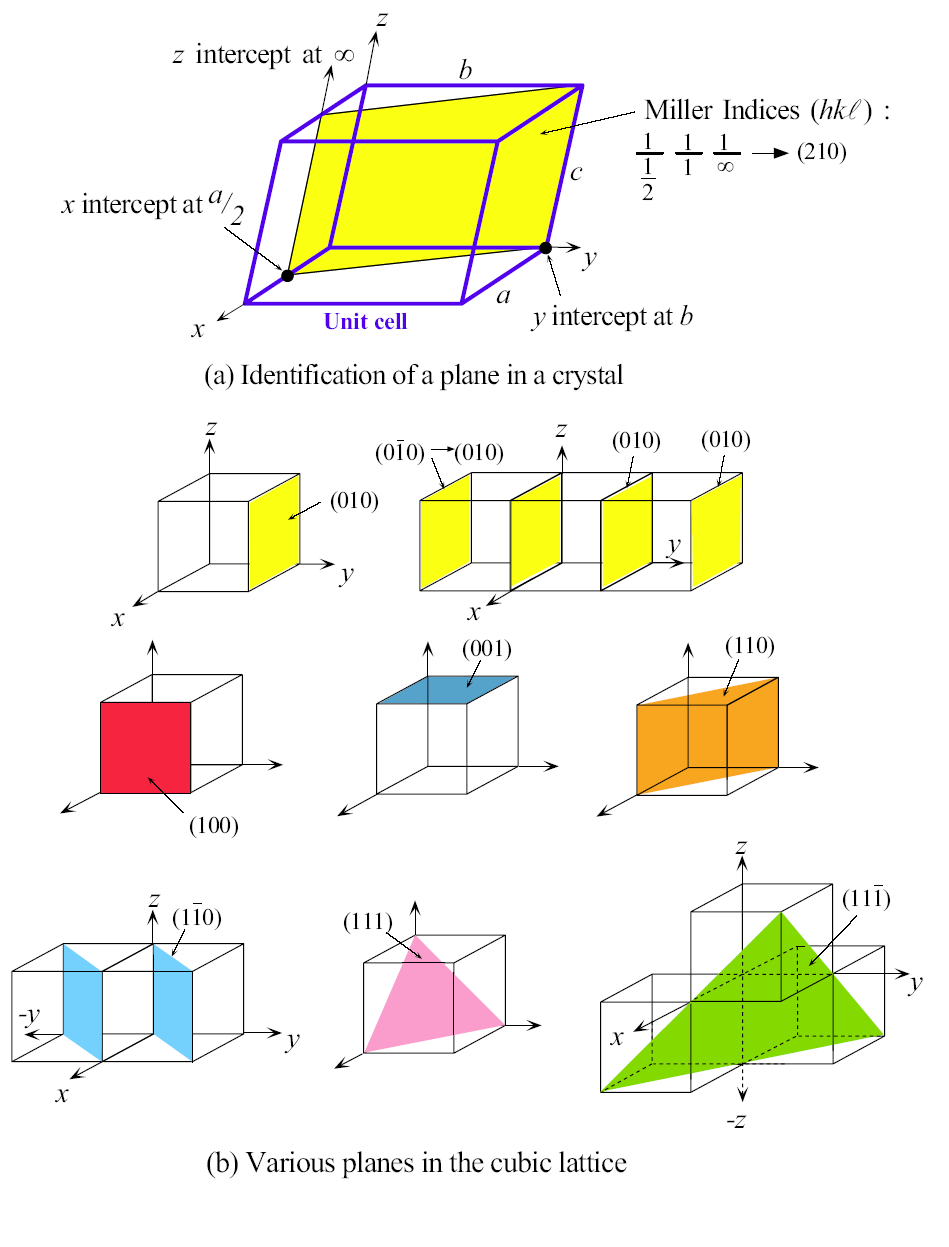 z
z intercept at ∞
b
Miller Indices (hkℓ) :
1/(1/2) 1/1 1/∞ → (210)
c
x intercept at a/2
y
a
x
Unit cell
y intercept at b
(a) Identification of a plane in a crystal
z
(010)
y
x
z
(01̄0) → (010)
(010)
(010)
y
x
(100)
(001)
(110)
z
(11̄0)
-y
y
x
(111)
z
(111̄)
y
x
-z
(b) Various planes in the cubic lattice